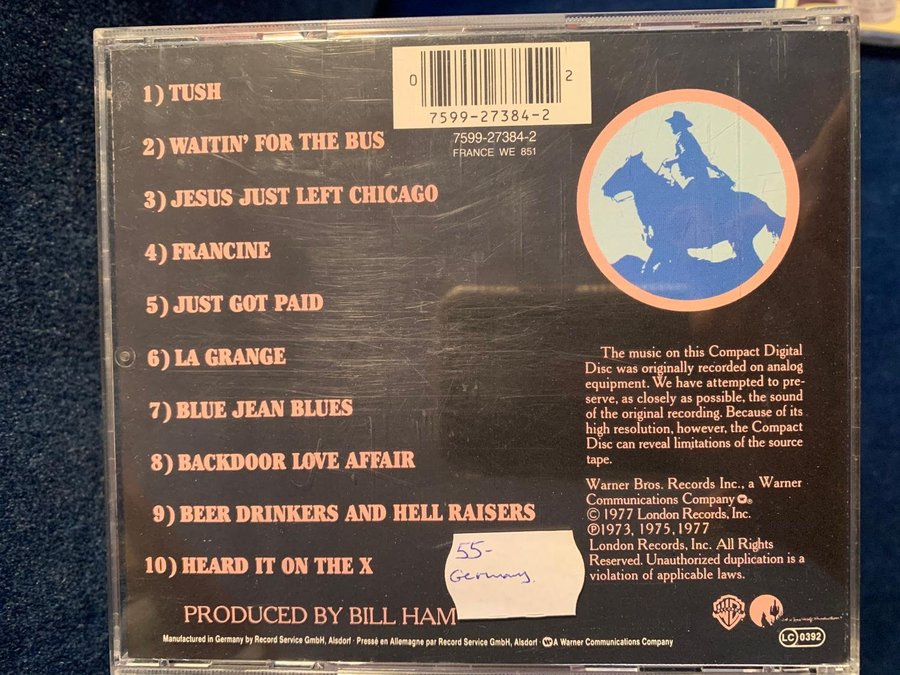 0 7599-27384-2 2
7599-27384-2
FRANCE WE 851
1) TUSH
2) WAITIN' FOR THE BUS
3) JESUS JUST LEFT CHICAGO
4) FRANCINE
5) JUST GOT PAID
6) LA GRANGE
7) BLUE JEAN BLUES
8) BACKDOOR LOVE AFFAIR
9) BEER DRINKERS AND HELL RAISERS
10) HEARD IT ON THE X
55-
Germany.
PRODUCED BY BILL HAM
The music on this Compact Digital
Disc was originally recorded on analog
equipment. We have attempted to pre-
serve, as closely as possible, the sound
of the original recording. Because of its
high resolution, however, the Compact
Disc can reveal limitations of the source
tape.
Warner Bros. Records Inc., a Warner
Communications Company ®.
© 1977 London Records, Inc.
℗ 1973, 1975, 1977
London Records, Inc. All Rights
Reserved. Unauthorized duplication is a
violation of applicable laws.
LC 0392
Manufactured in Germany by Record Service GmbH, Alsdorf · Pressé en Allemagne par Record Service GmbH, Alsdorf · A Warner Communications Company